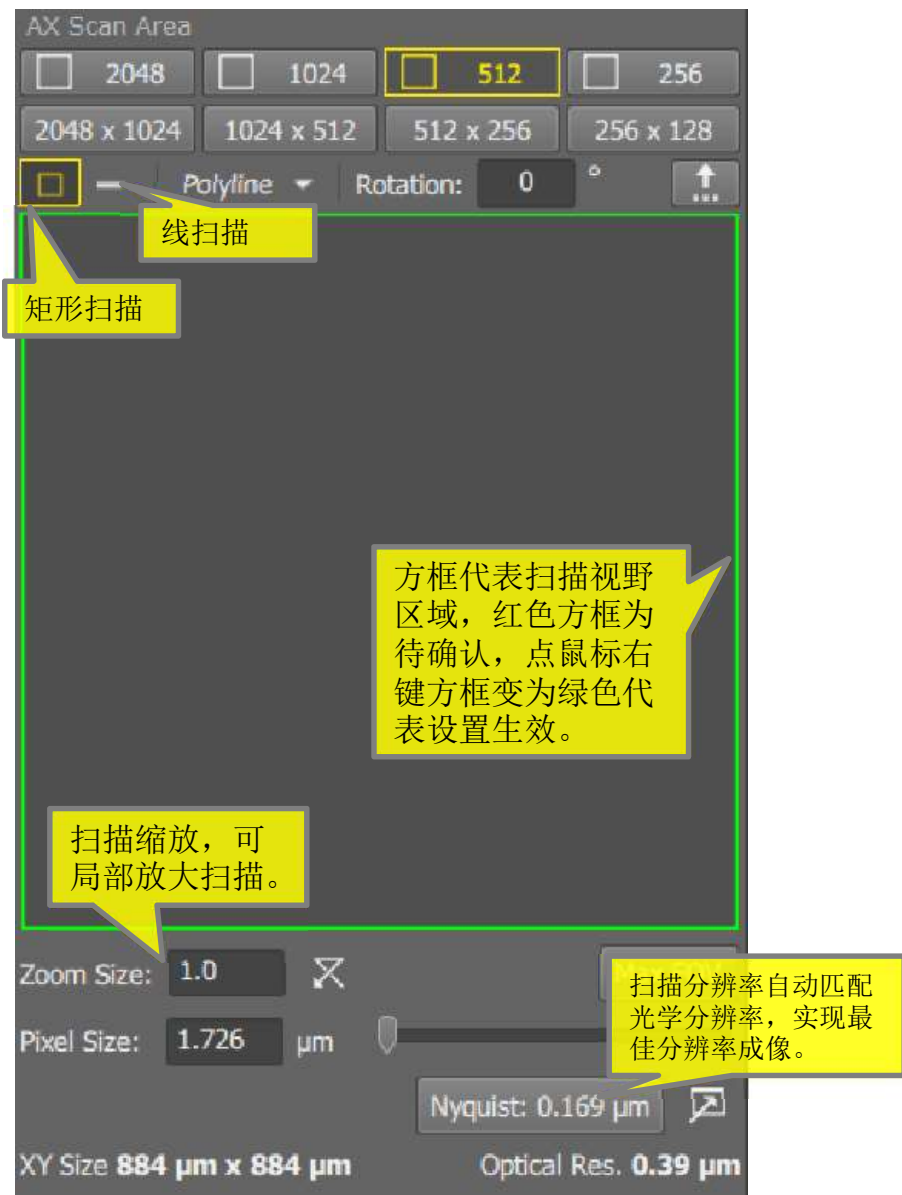 AX Scan Area
2048 1024 512 256
2048 x 1024 1024 x 512 512 x 256 256 x 128
Polyline Rotation: 0 °
线扫描
矩形扫描
方框代表扫描视野
区域，红色方框为
待确认，点鼠标右
键方框变为绿色代
表设置生效。
扫描缩放，可
局部放大扫描。
Zoom Size: 1.0
扫描分辨率自动匹配
光学分辨率，实现最
佳分辨率成像。
Pixel Size: 1.726 µm
Nyquist: 0.169 µm
XY Size 884 µm x 884 µm Optical Res. 0.39 µm